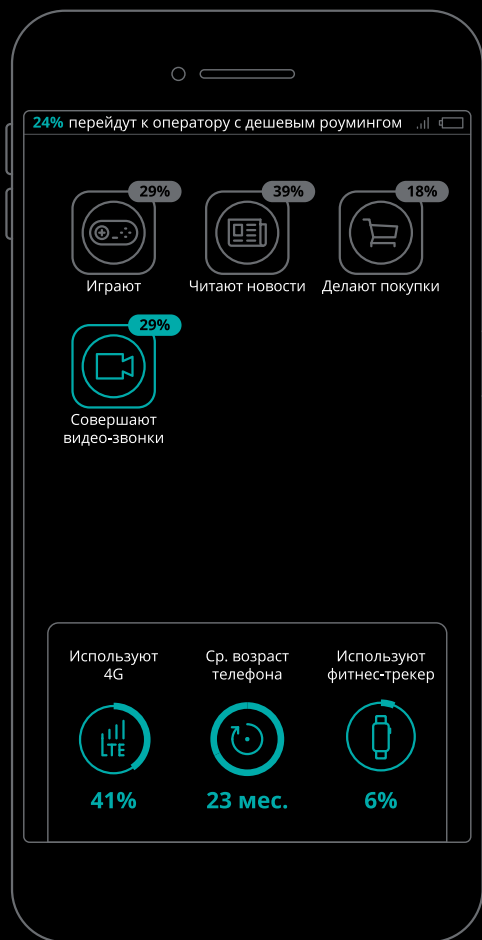 24% перейдут к оператору с дешевым роумингом
29%
39%
18%
Играют
Читают новости
Делают покупки
29%
Совершают
видео-звонки
Используют
4G
Ср. возраст
телефона
Используют
фитнес-трекер
LTE
41%
23 мес.
6%